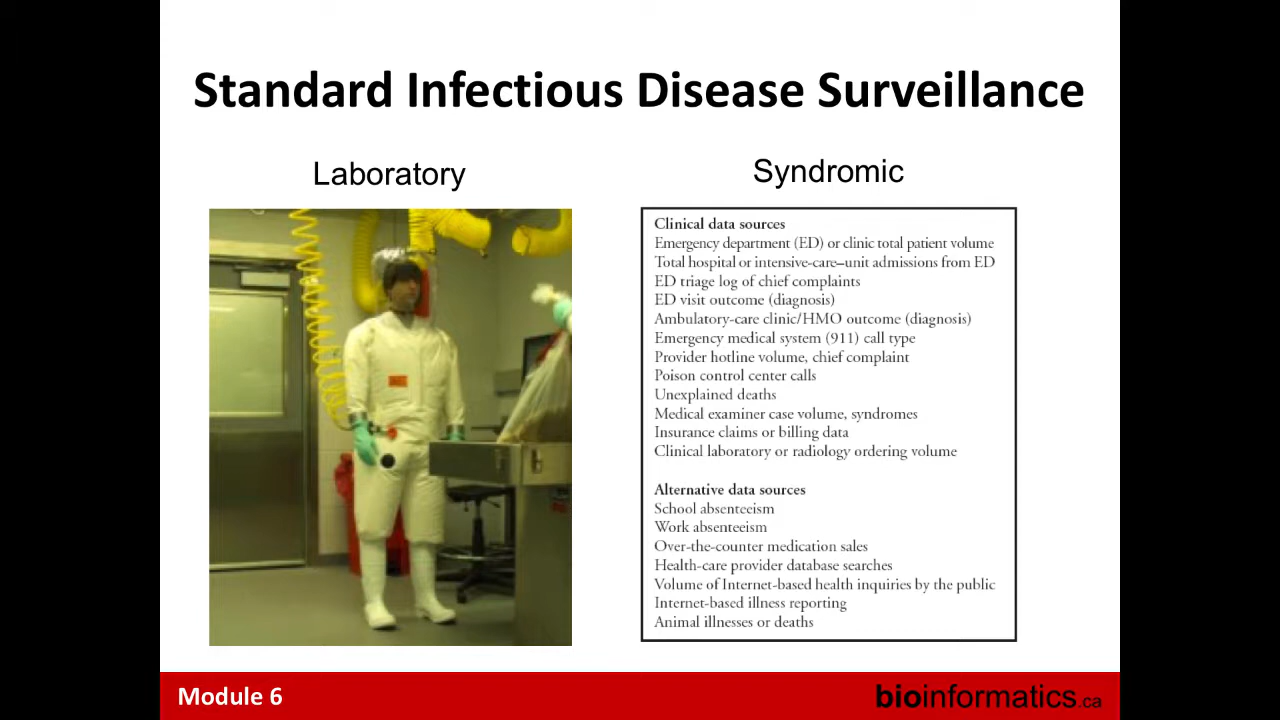 Standard Infectious Disease Surveillance
Laboratory
Syndromic
Clinical data sources
Emergency department (ED) or clinic total patient volume
Total hospital or intensive-care–unit admissions from ED
ED triage log of chief complaints
ED visit outcome (diagnosis)
Ambulatory-care clinic/HMO outcome (diagnosis)
Emergency medical system (911) call type
Provider hotline volume, chief complaint
Poison control center calls
Unexplained deaths
Medical examiner case volume, syndromes
Insurance claims or billing data
Clinical laboratory or radiology ordering volume
Alternative data sources
School absenteeism
Work absenteeism
Over-the-counter medication sales
Health-care provider database searches
Volume of Internet-based health inquiries by the public
Internet-based illness reporting
Animal illnesses or deaths
Module 6
bioinformatics.ca